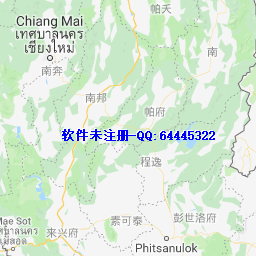 帕夭
Chiang Mai
เทศบาลนคร
เชียงใหม่
南
南奔
南邦
帕府
软件未注册-QQ:64445322
程逸
Mae Sot
来兴府
素可泰
彭世洛府
Phitsanulok